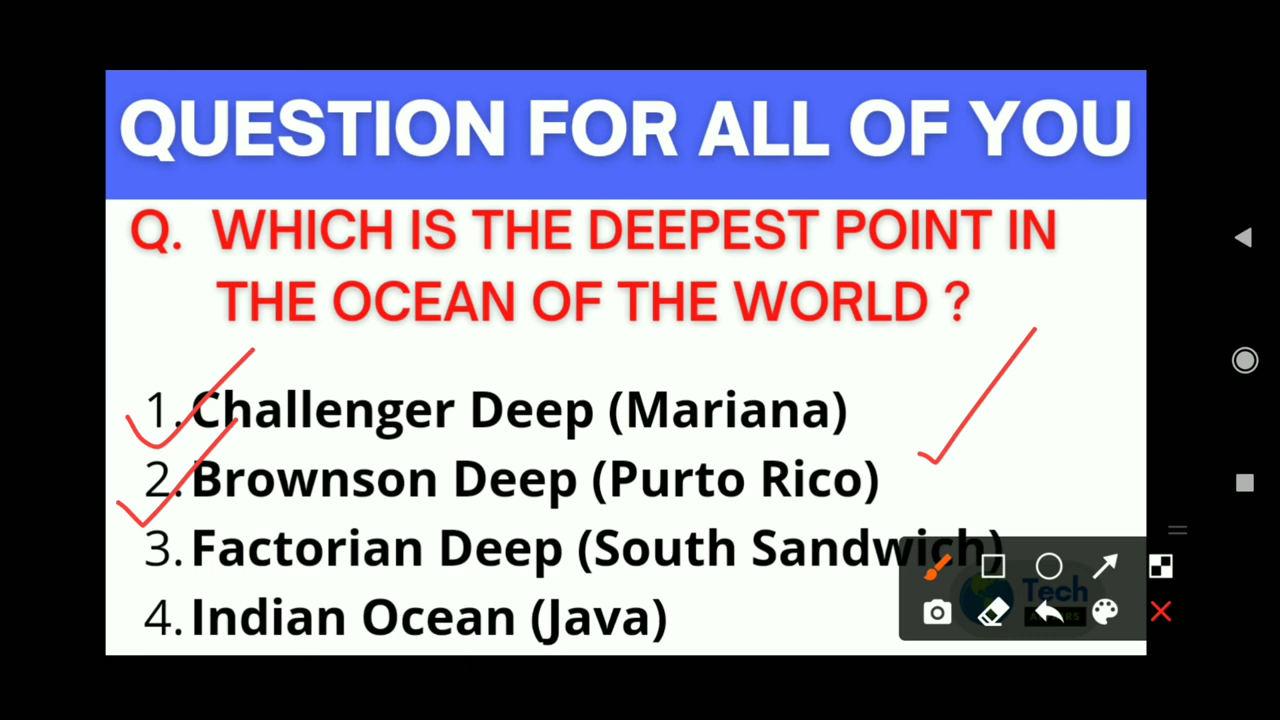 QUESTION FOR ALL OF YOU
Q. WHICH IS THE DEEPEST POINT IN
THE OCEAN OF THE WORLD ?
1. Challenger Deep (Mariana)
2. Brownson Deep (Purto Rico)
3. Factorian Deep (South Sandwich)
4. Indian Ocean (Java)
Tech